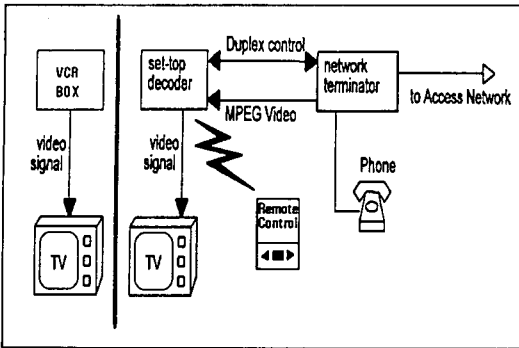 VCR
BOX
video
signal
TV
set-top
decoder
Duplex control
MPEG Video
network
terminator
to Access Network
video
signal
TV
Remote
Control
Phone